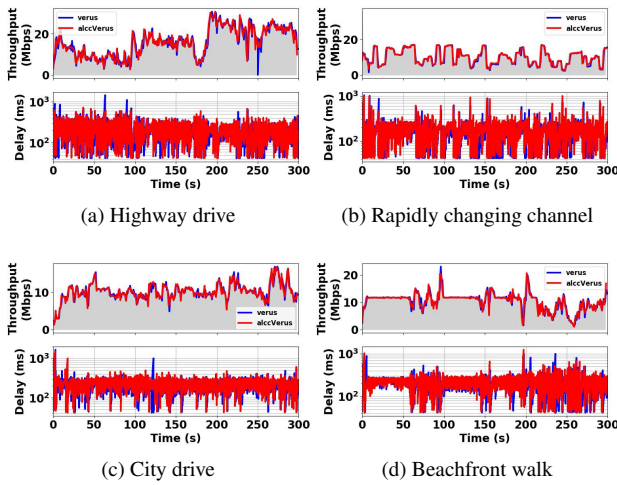 Throughput
(Mbps)
verus
alccVerus
20
0
Delay (ms)
10³
10²
0 50 100 150 200 250 300
Time (s)
(a) Highway drive
Throughput
(Mbps)
verus
alccVerus
20
0
Delay (ms)
10³
10²
0 50 100 150 200 250 300
Time (s)
(b) Rapidly changing channel
Throughput
(Mbps)
verus
alccVerus
10
0
Delay (ms)
10³
10²
0 50 100 150 200 250 300
Time (s)
(c) City drive
Throughput
(Mbps)
verus
alccVerus
20
10
0
Delay (ms)
10³
10²
0 50 100 150 200 250 300
Time (s)
(d) Beachfront walk